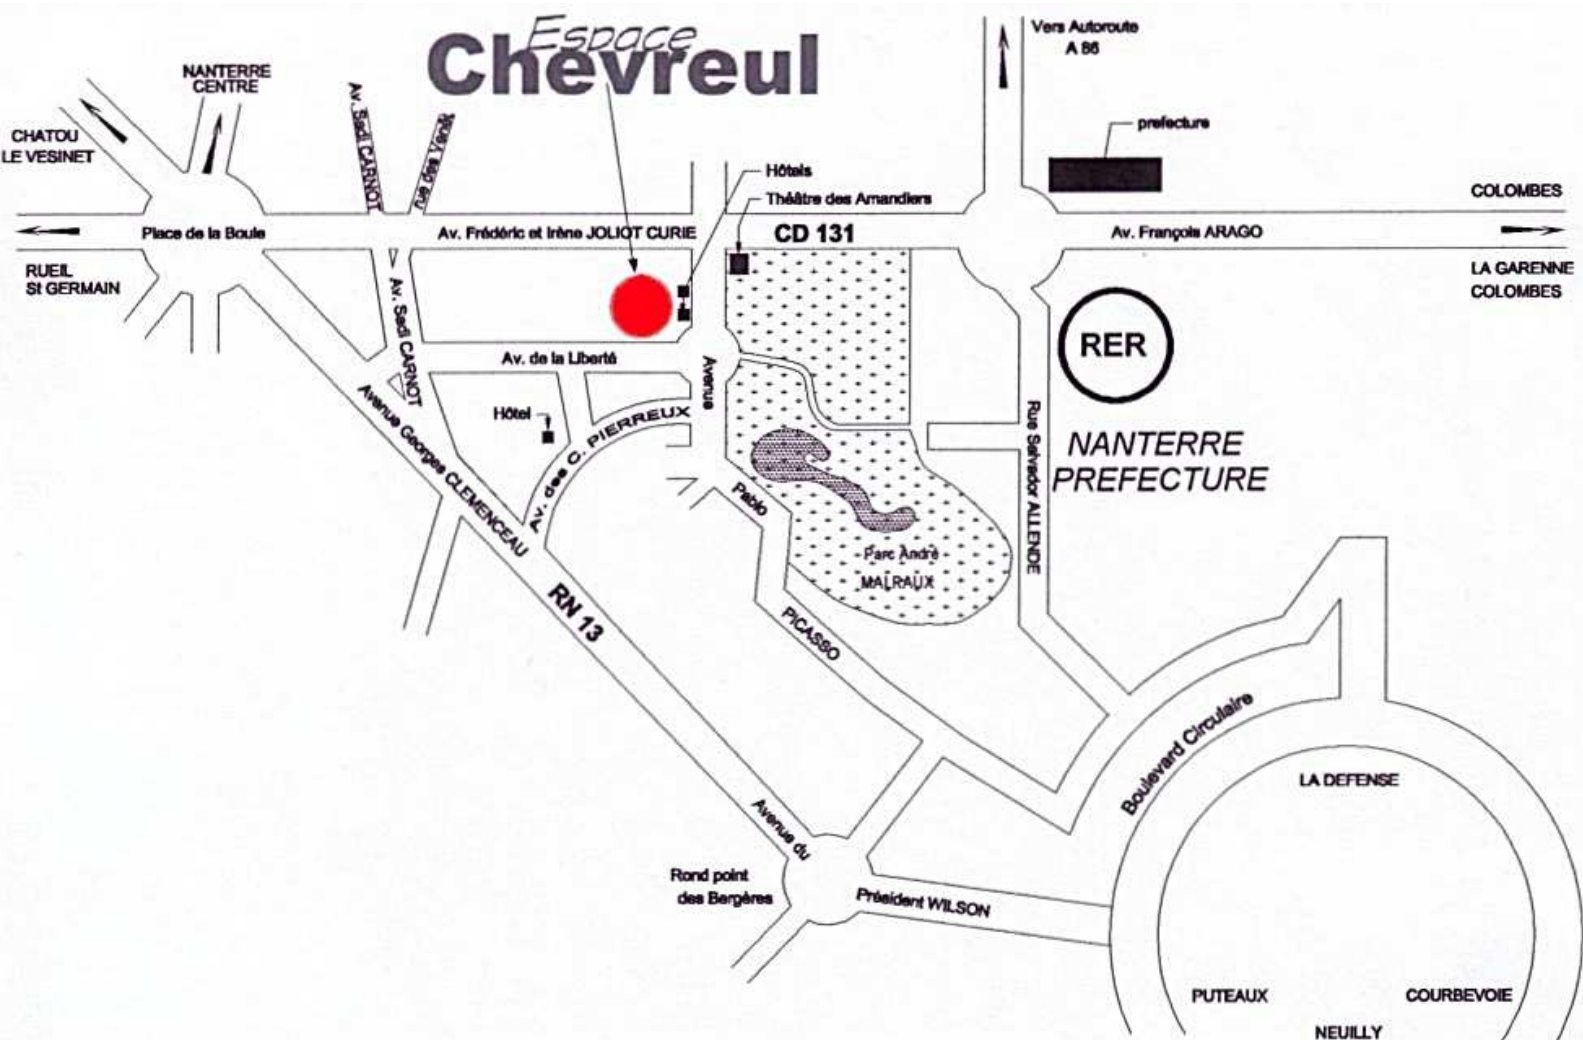 Espace
Chevreul
Vers Autoroute
A 86
NANTERRE
CENTRE
CHATOU
LE VESINET
Av. Sadi CARNOT
rue des Venêts
prefecture
Hôtels
Théâtre des Amandiers
COLOMBES
Place de la Boule
Av. Frédéric et Irène JOLIOT CURIE
CD 131
Av. François ARAGO
RUEIL
St GERMAIN
LA GARENNE
COLOMBES
Av. Sadi CARNOT
Av. de la Liberté
Avenue
RER
Hôtel
Av. des C. PIERREUX
Avenue Georges CLEMENCEAU
Rue Salvador ALLENDE
NANTERRE
PREFECTURE
Pablo
PICASSO
Parc André
MALRAUX
RN 13
Boulevard Circulaire
LA DEFENSE
Avenue du
Président WILSON
Rond point
des Bergères
PUTEAUX
COURBEVOIE
NEUILLY